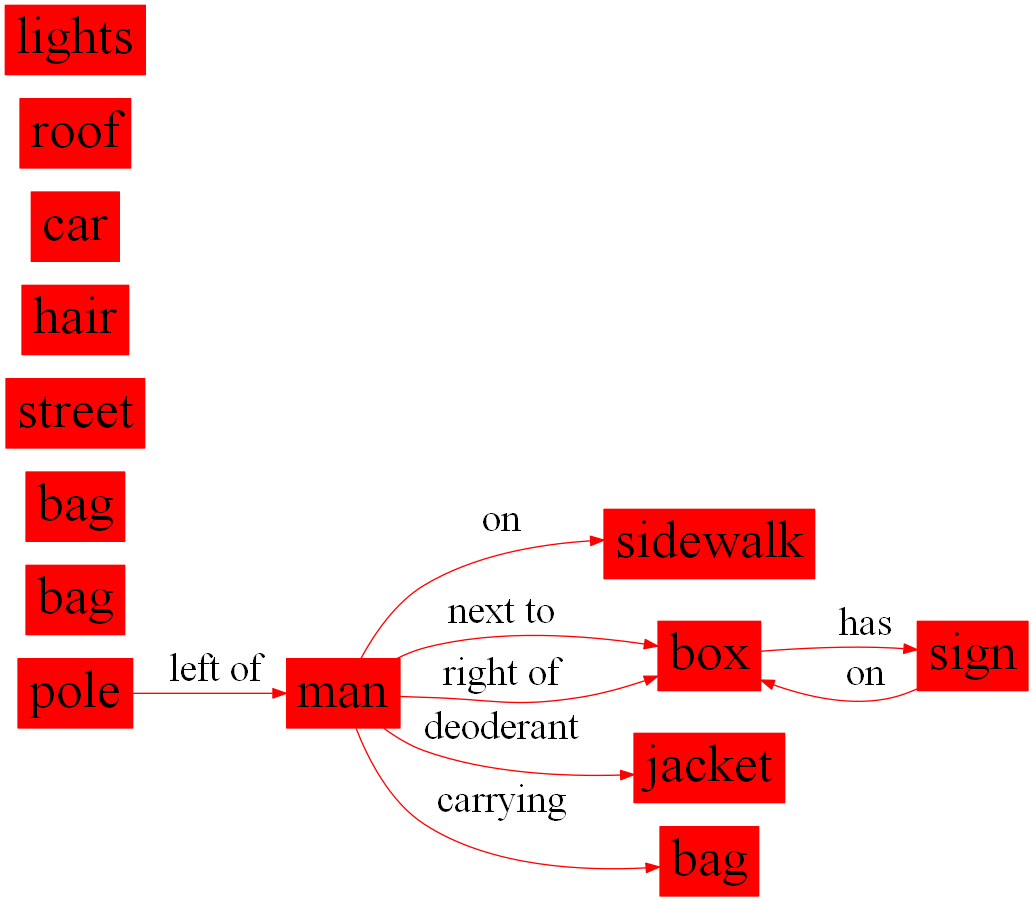 lights
roof
car
hair
street
bag
bag
pole
left of
man
on
sidewalk
next to
right of
box
has
on
sign
deoderant
jacket
carrying
bag